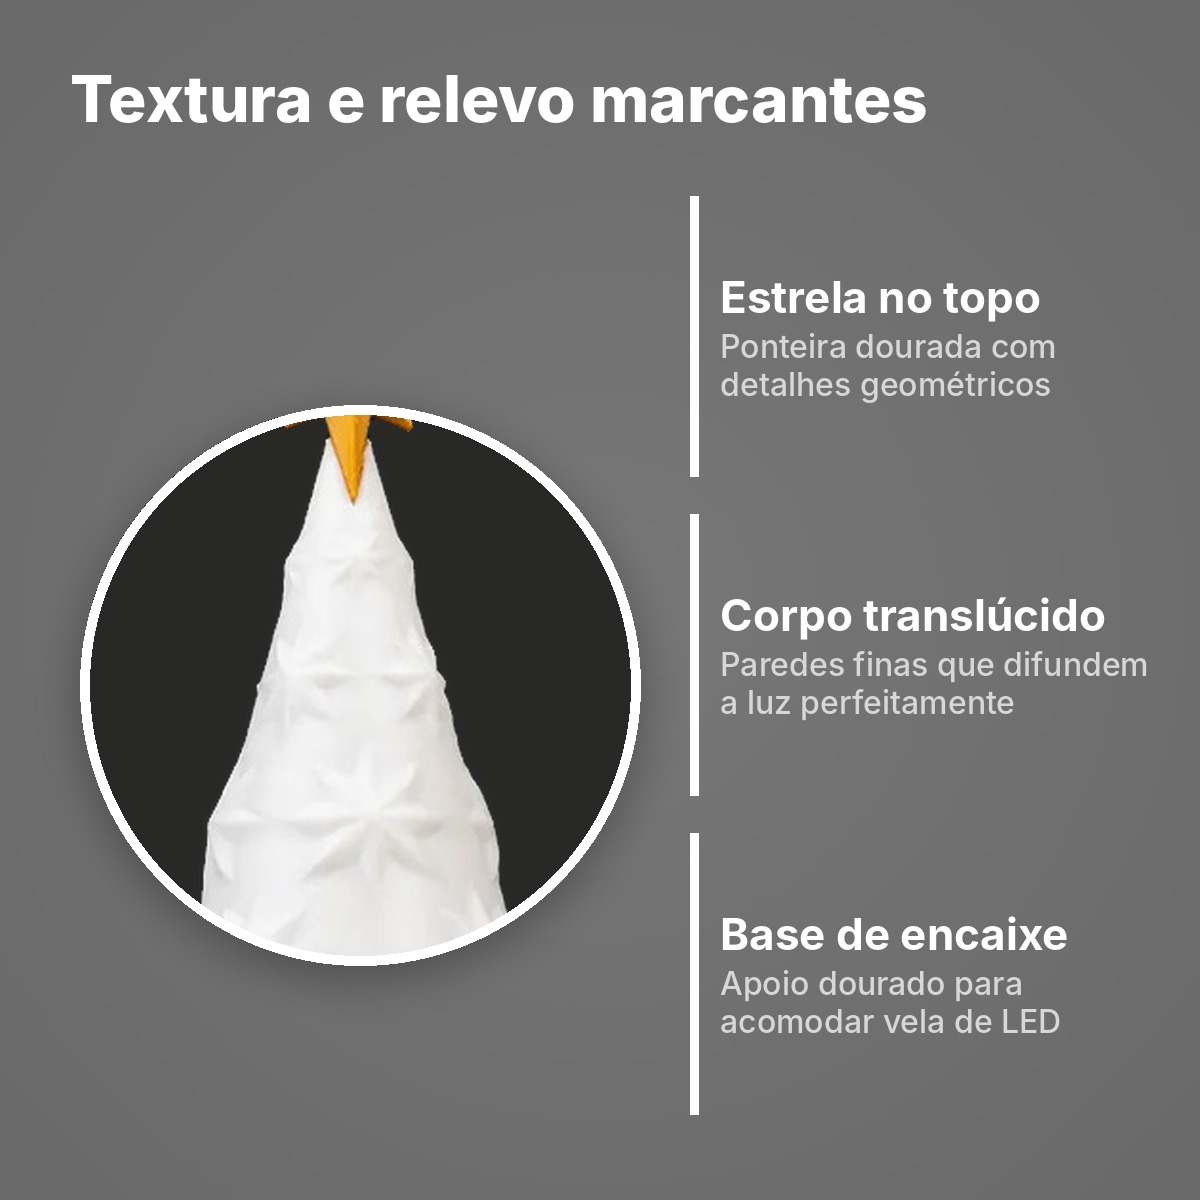 Textura e relevo marcantes
Estrela no topo
Ponteira dourada com
detalhes geométricos
Corpo translúcido
Paredes finas que difundem
a luz perfeitamente
Base de encaixe
Apoio dourado para
acomodar vela de LED